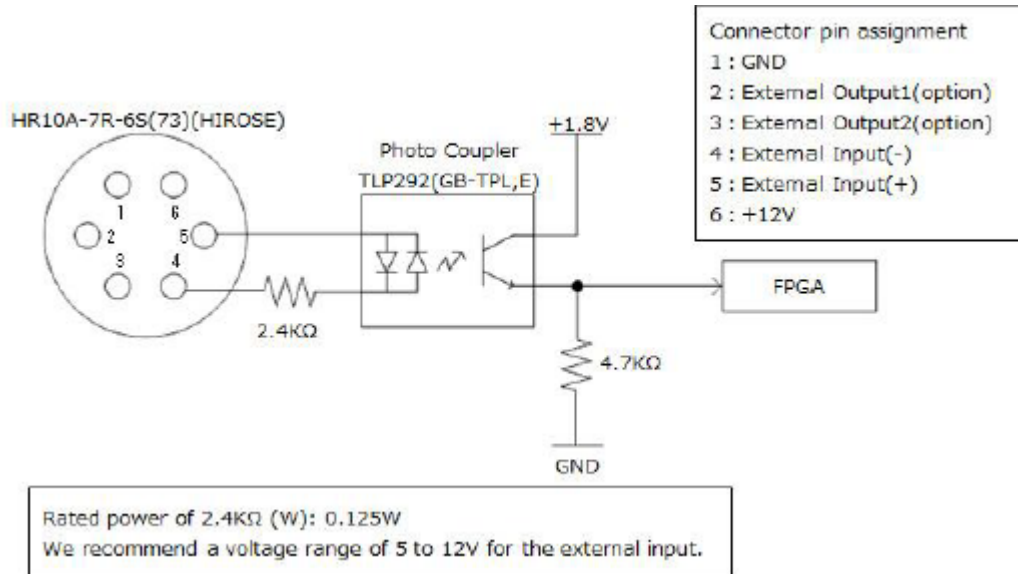 Connector pin assignment
1 : GND
2 : External Output1(option)
3 : External Output2(option)
4 : External Input(-)
5 : External Input(+)
6 : +12V
HR10A-7R-6S(73)(HIROSE)
+1.8V
Photo Coupler
TLP292(GB-TPL,E)
1 6
2 5
3 4
FPGA
2.4KΩ
4.7KΩ
GND
Rated power of 2.4KΩ (W): 0.125W
We recommend a voltage range of 5 to 12V for the external input.